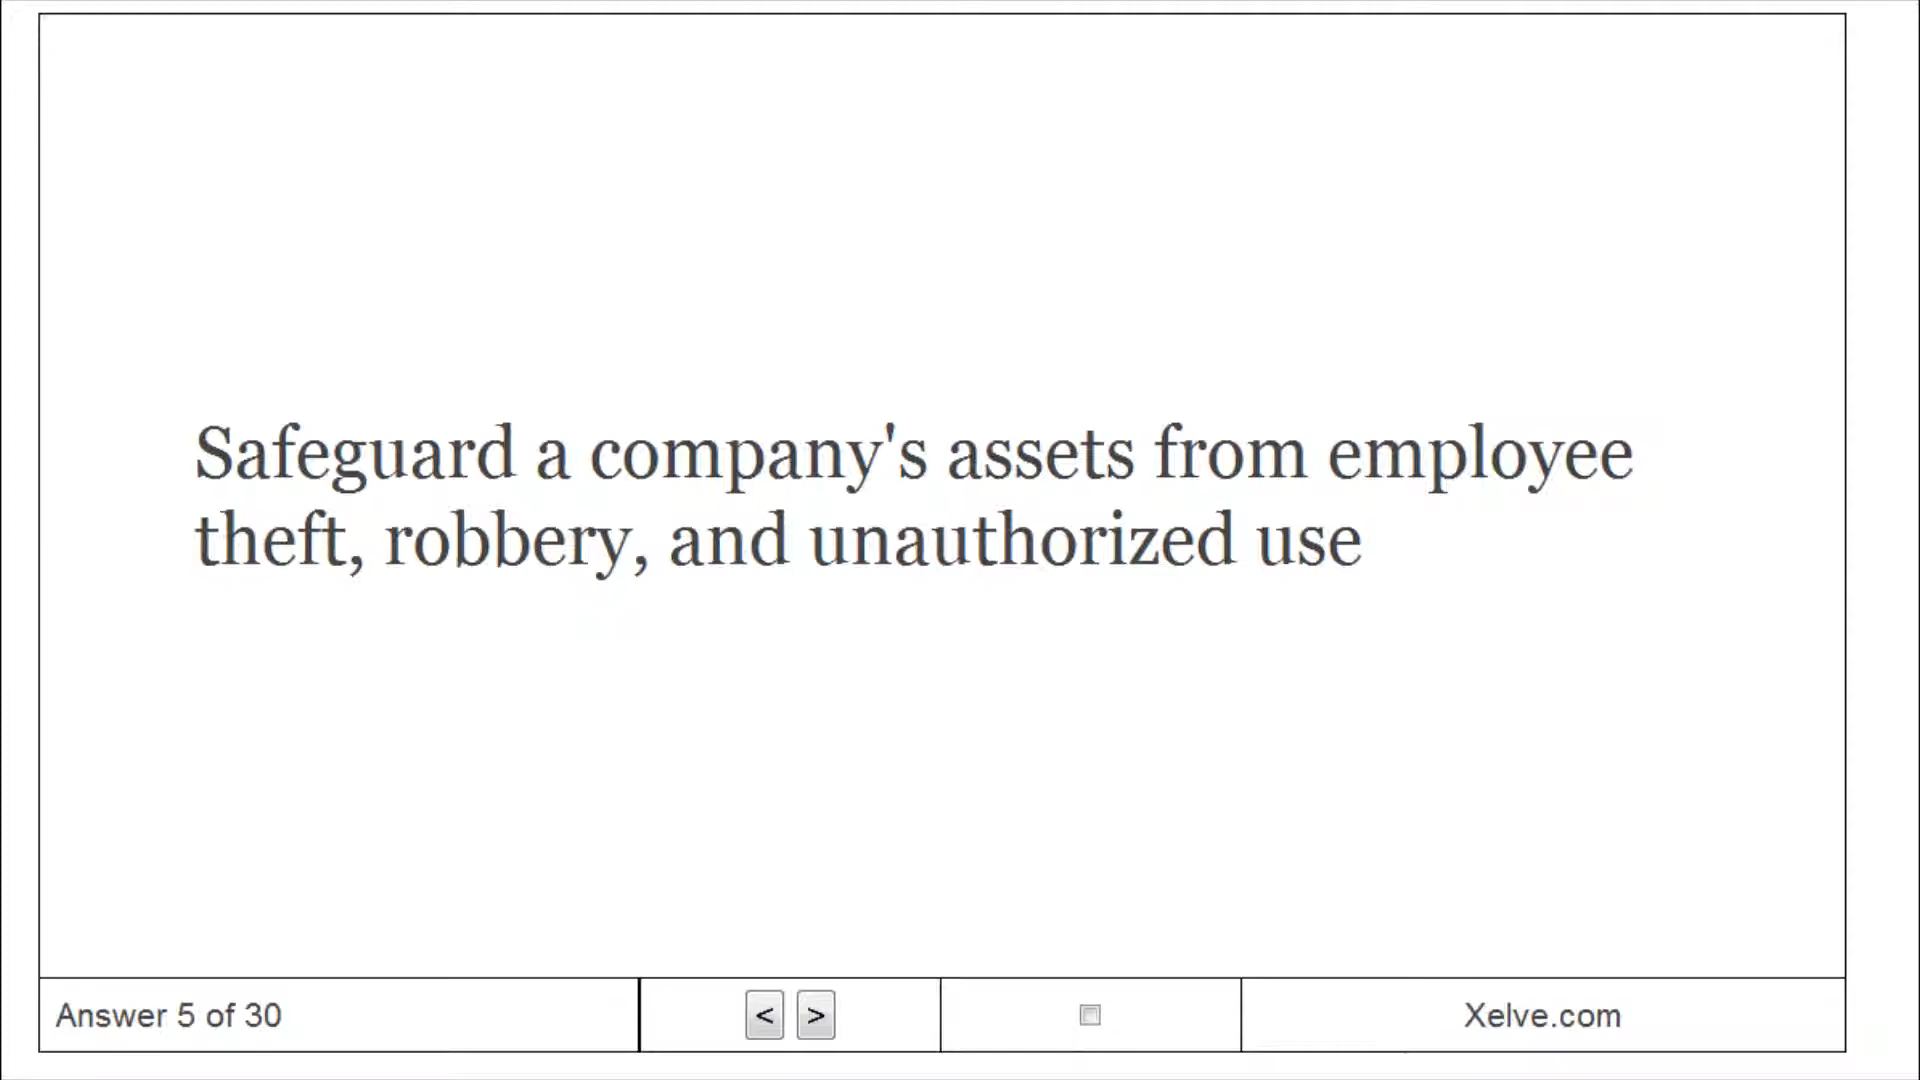 Safeguard a company's assets from employee
theft, robbery, and unauthorized use
Answer 5 of 30
< >
Xelve.com